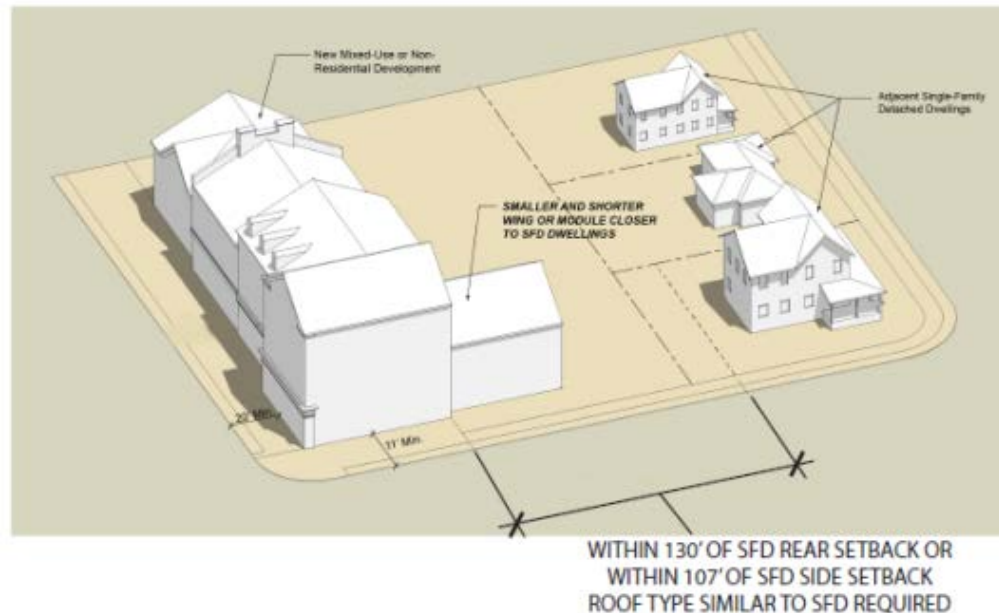 New Mixed-Use or Non-
Residential Development
Adjacent Single-Family
Detached Dwellings
SMALLER AND SHORTER
WING OR MODULE CLOSER
TO SFD DWELLINGS
20' Min.
11' Min.
WITHIN 130' OF SFD REAR SETBACK OR
WITHIN 107' OF SFD SIDE SETBACK
ROOF TYPE SIMILAR TO SFD REQUIRED